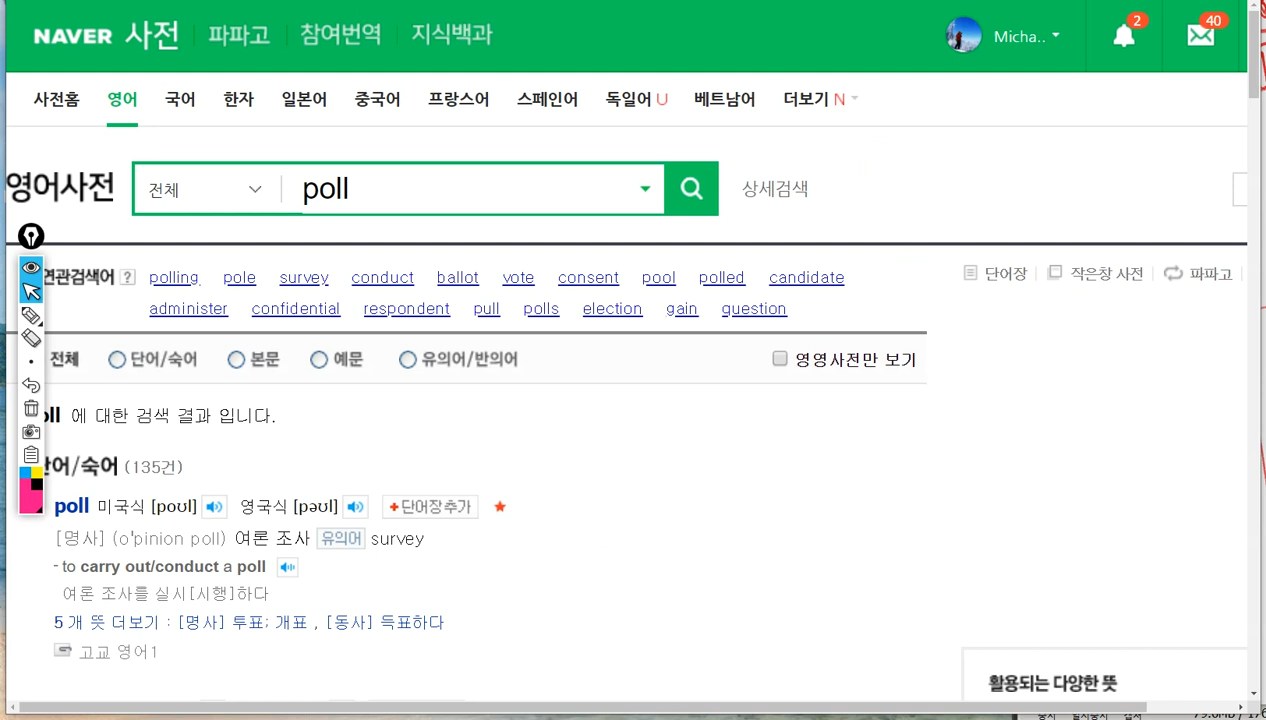 NAVER 사전 파파고 참여번역 지식백과 Micha.. 2 40
사전홈 영어 국어 한자 일본어 중국어 프랑스어 스페인어 독일어 U 베트남어 더보기 N
영어사전 전체 poll 상세검색
연관검색어 ? polling pole survey conduct ballot vote consent pool polled candidate 단어장 작은창 사전 파파고
administer confidential respondent pull polls election gain question
전체 단어/숙어 본문 예문 유의어/반의어 영영사전만 보기
oll 에 대한 검색 결과 입니다.
단어/숙어 (135건)
poll 미국식 [poʊl] 영국식 [pəʊl] +단어장추가
[명사] (o'pinion poll) 여론 조사 유의어 survey
- to carry out/conduct a poll
여론 조사를 실시[시행]하다
5개 뜻 더보기 : [명사] 투표; 개표 , [동사] 득표하다
고교 영어1
활용되는 다양한 뜻